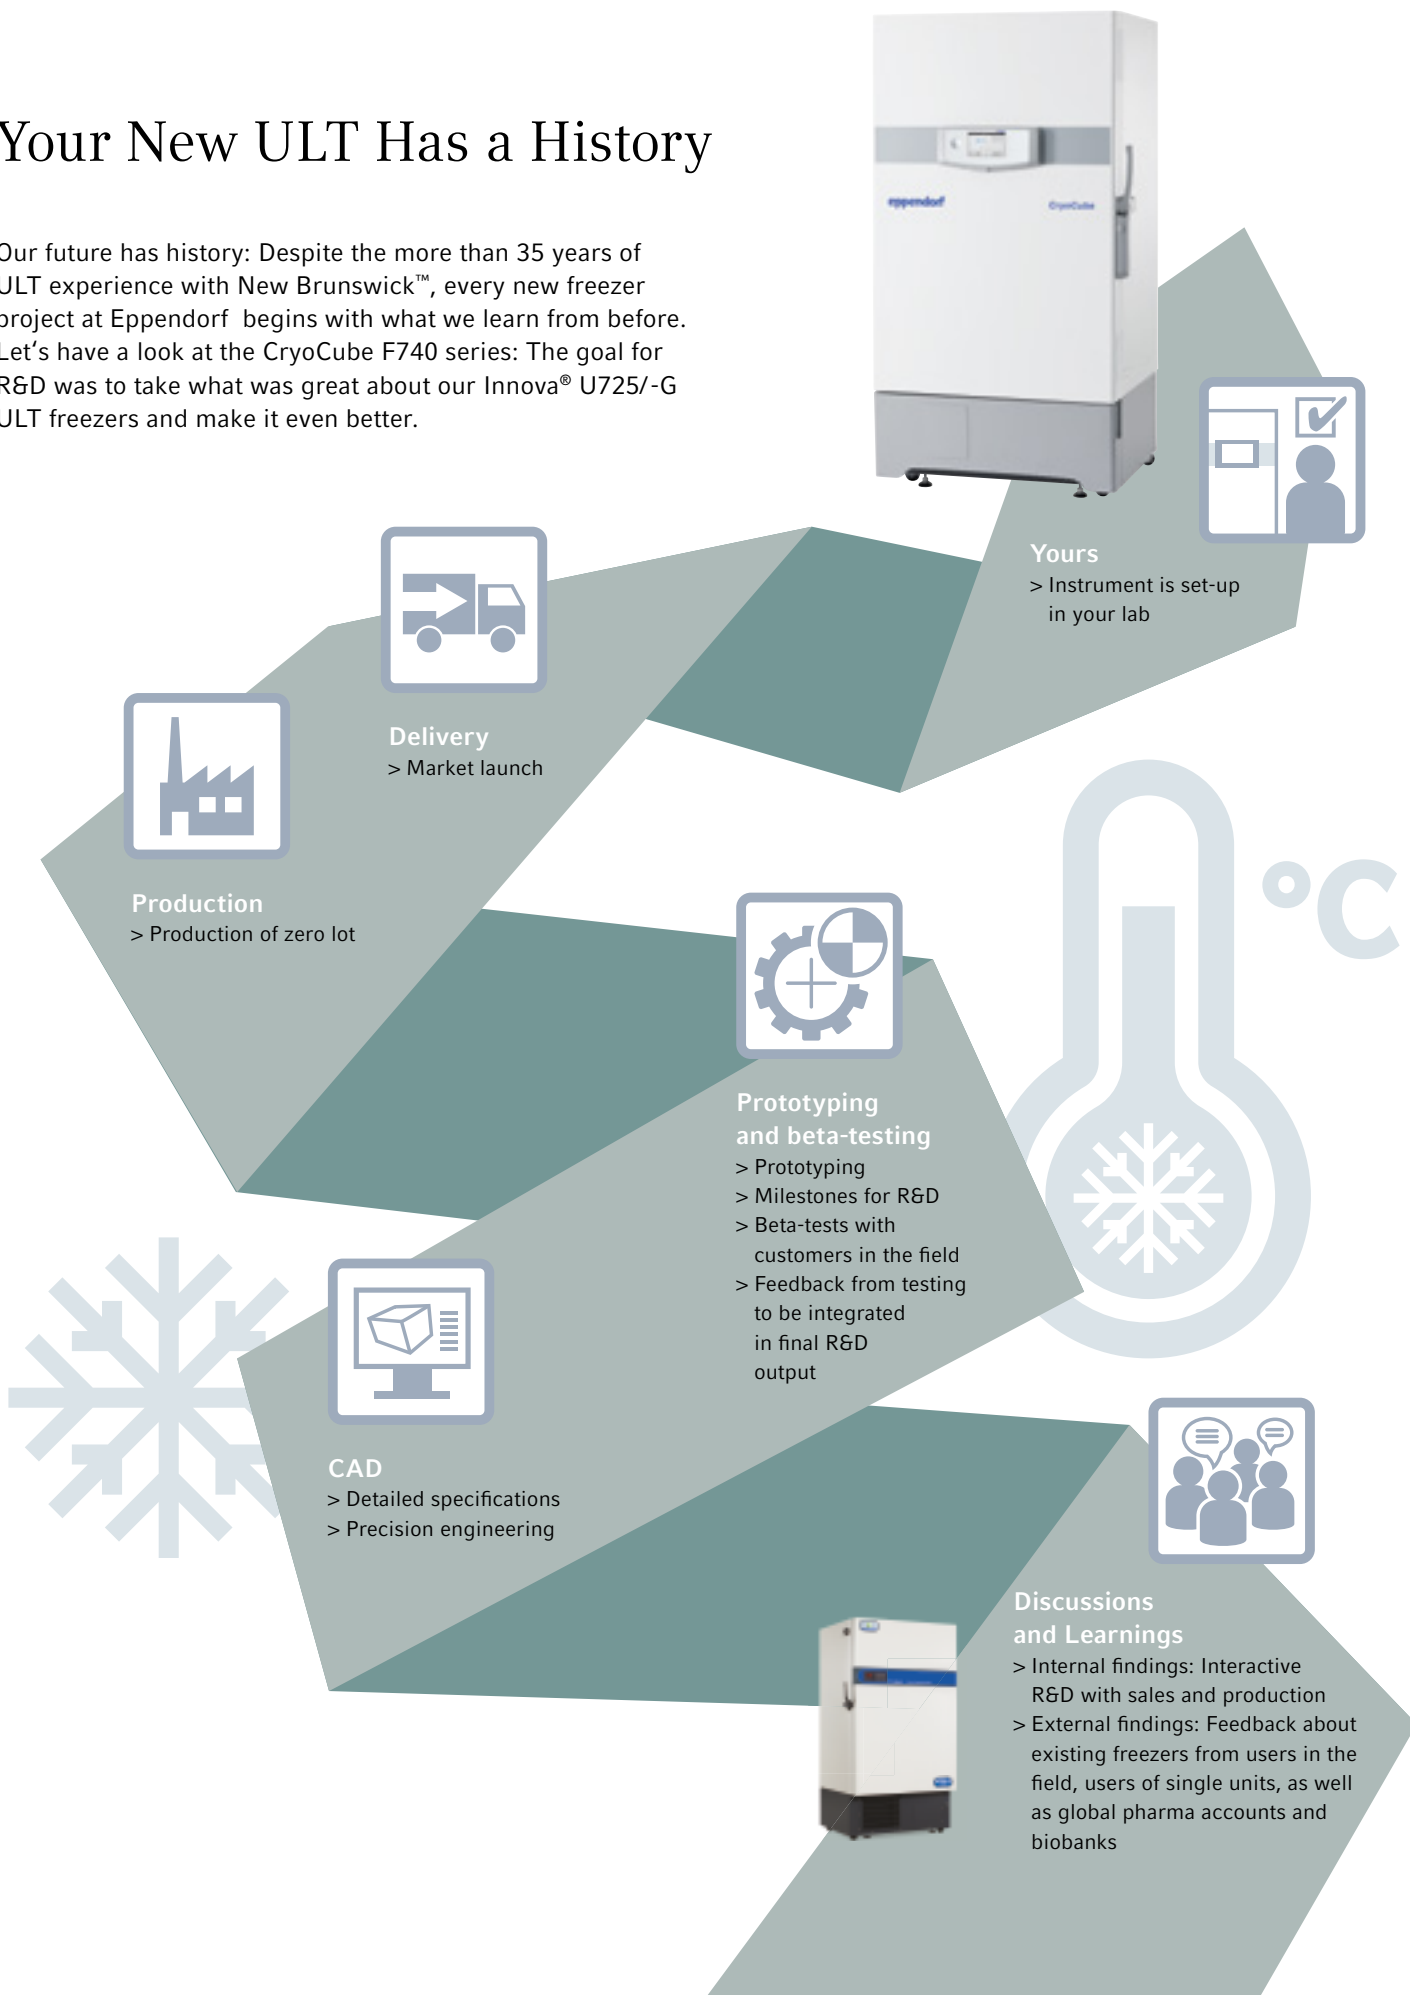 Your New ULT Has a History
Our future has history: Despite the more than 35 years of
ULT experience with New Brunswick™, every new freezer
project at Eppendorf begins with what we learn from before.
Let‘s have a look at the CryoCube F740 series: The goal for
R&D was to take what was great about our Innova® U725/-G
ULT freezers and make it even better.
eppendorf
CryoCube
Yours
> Instrument is set-up
in your lab
Delivery
> Market launch
Production
> Production of zero lot
°C
Prototyping
and beta-testing
> Prototyping
> Milestones for R&D
> Beta-tests with
customers in the field
> Feedback from testing
to be integrated
in final R&D
output
CAD
> Detailed specifications
> Precision engineering
Discussions
and Learnings
> Internal findings: Interactive
R&D with sales and production
> External findings: Feedback about
existing freezers from users in the
field, users of single units, as well
as global pharma accounts and
biobanks